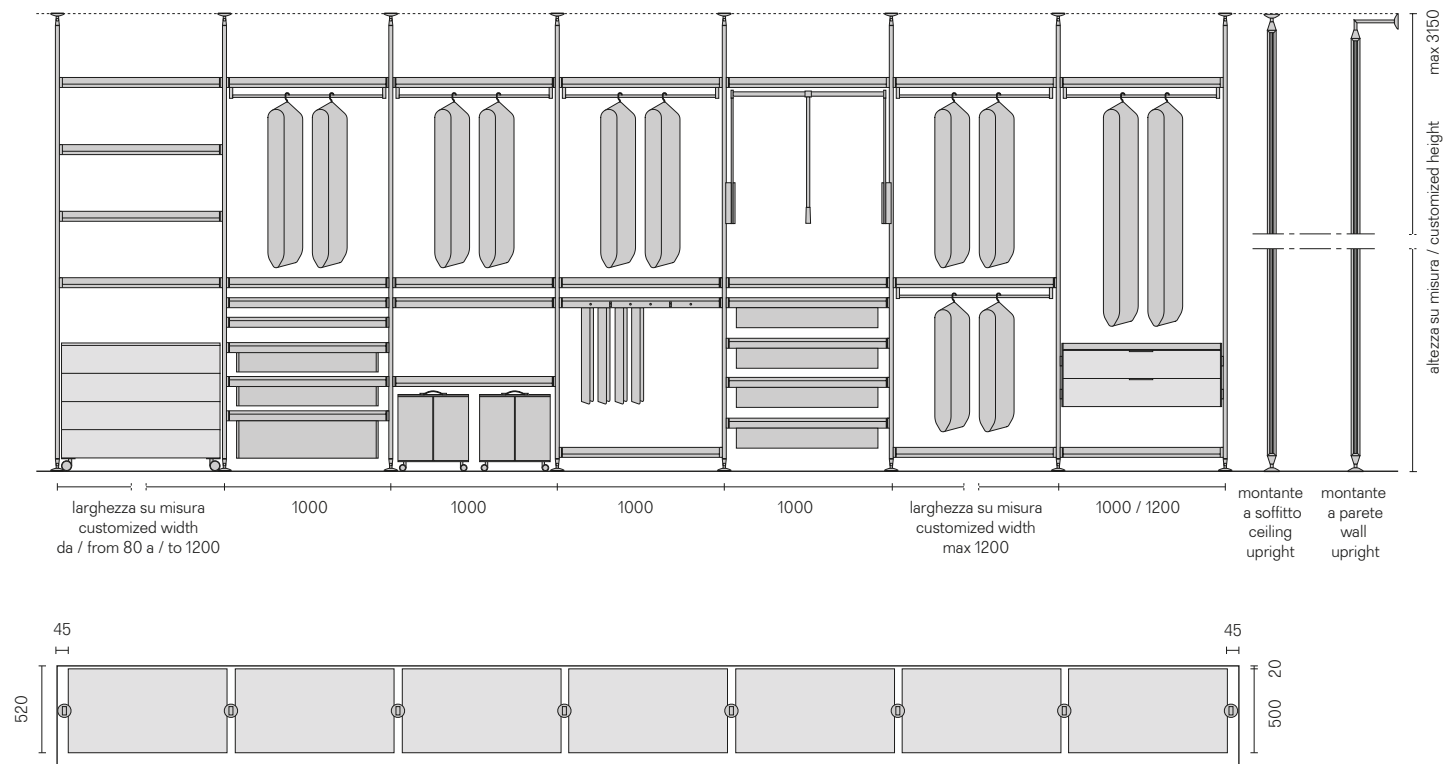 max 3150
altezza su misura / customized height
larghezza su misura
customized width
da / from 80 a / to 1200
1000
1000
1000
1000
larghezza su misura
customized width
max 1200
1000 / 1200
montante
a soffitto
ceiling
upright
montante
a parete
wall
upright
45
45
520
20
500